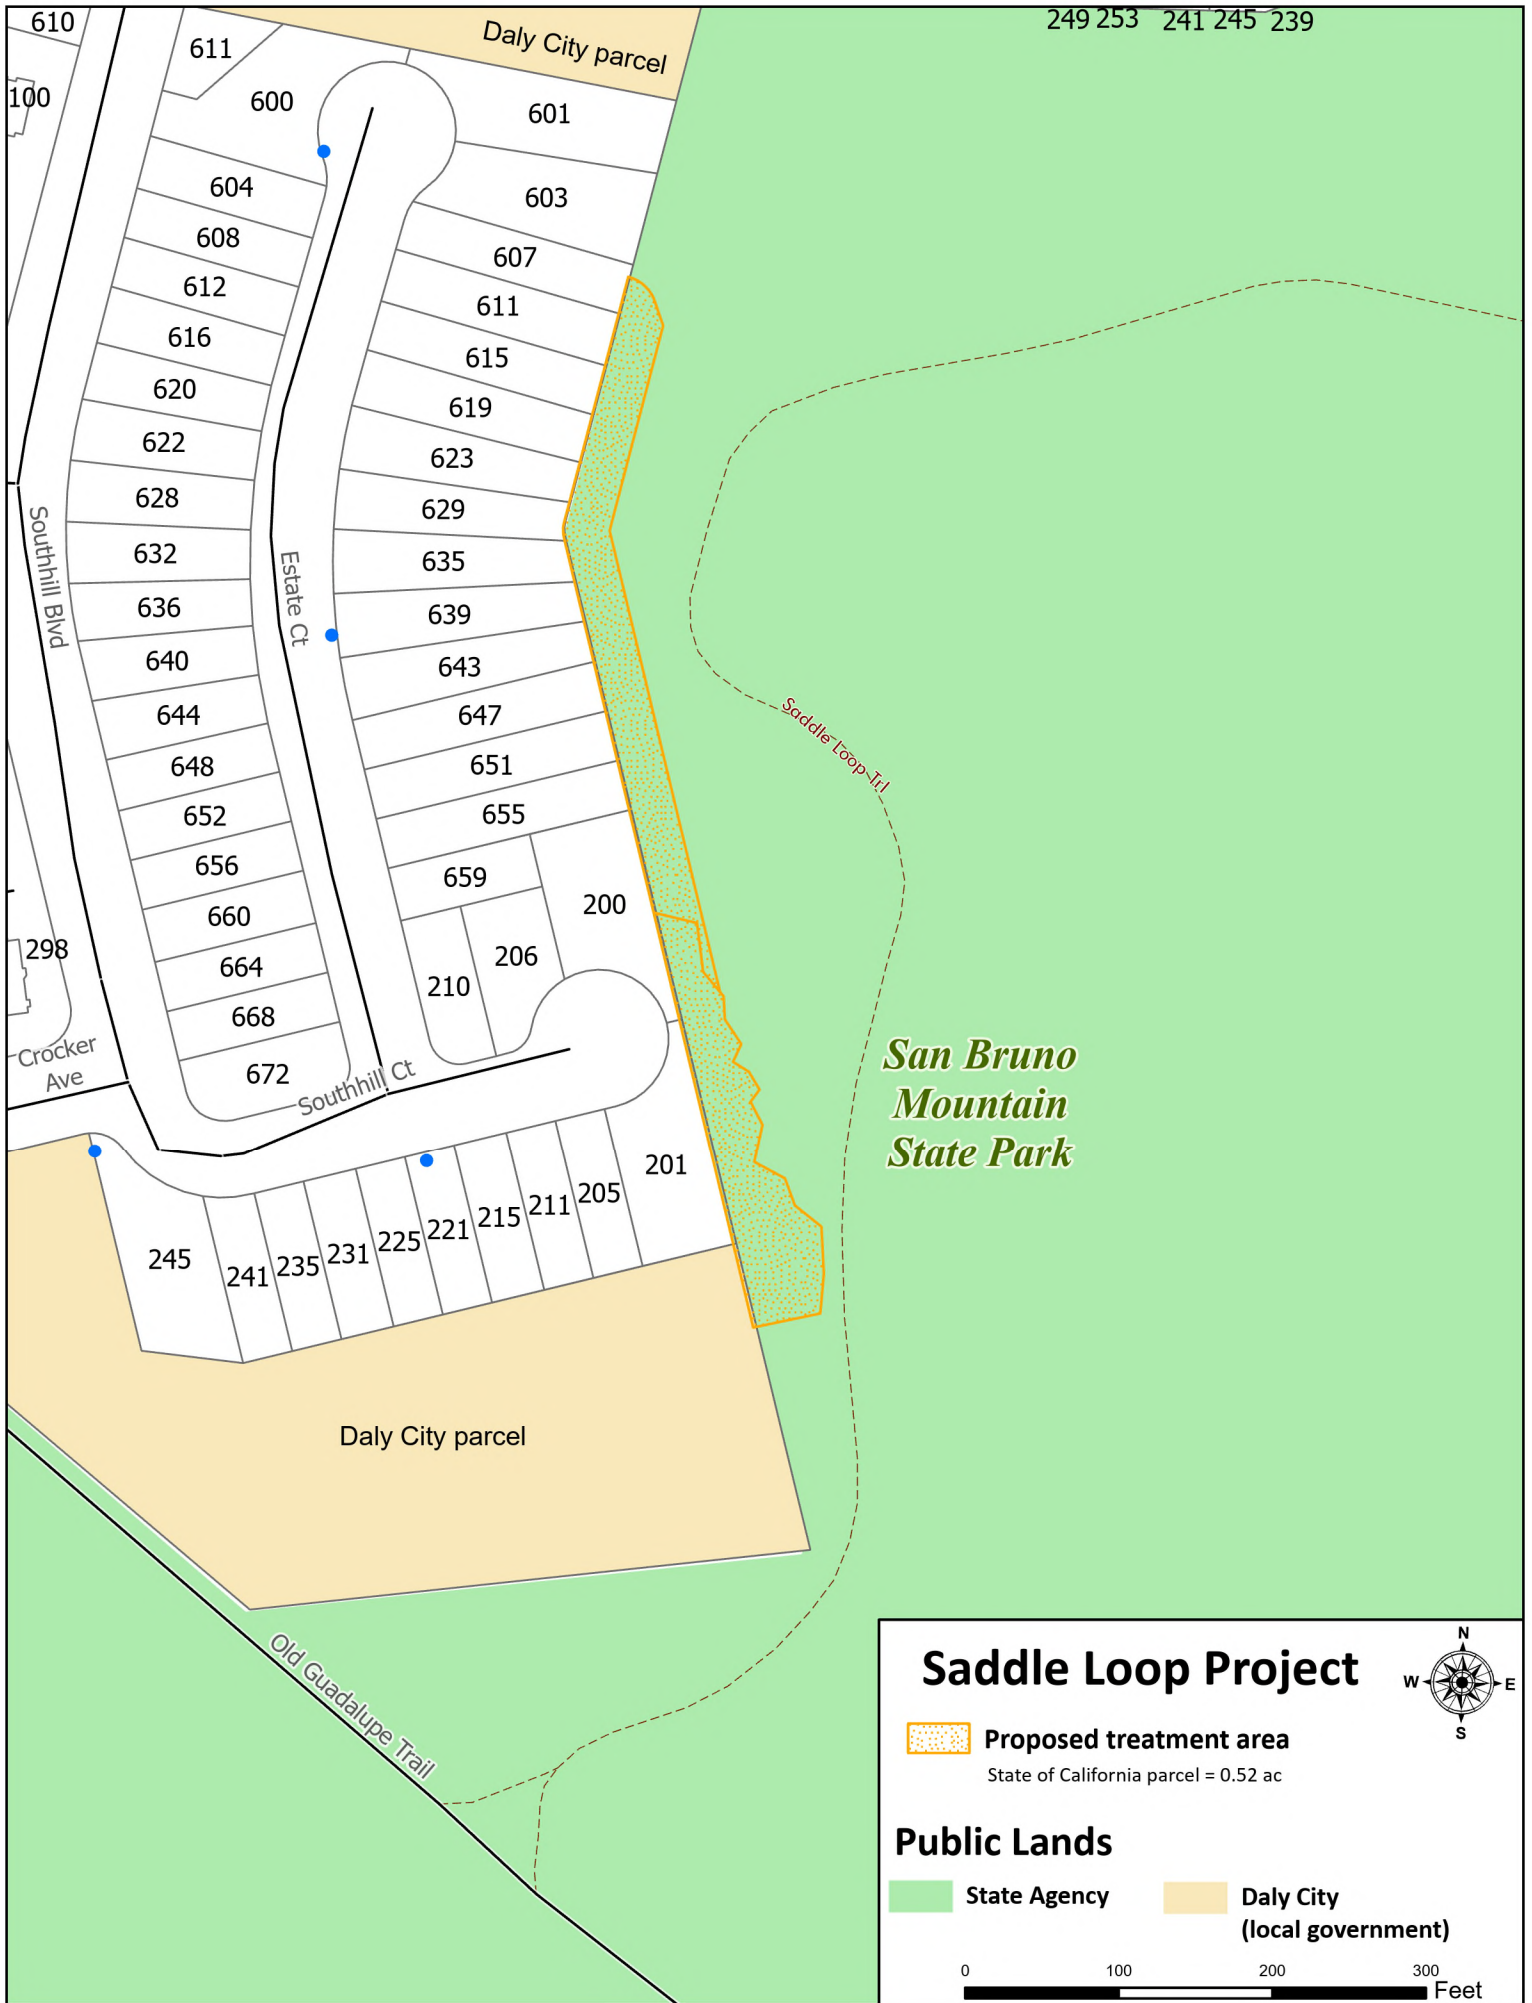 610
611
Daly City parcel
249 253 241 245 239
100
600
601
604
603
608
607
612
611
616
615
620
619
622
623
628
629
632
635
636
639
640
643
644
647
648
651
652
655
656
659
660
200
664
206
668
210
672
298
Southhill Blvd
Estate Ct
Saddle Loop Trl
Crocker
Ave
Southhill Ct
San Bruno
Mountain
State Park
245
241
235
231
225
221
215
211
205
201
Daly City parcel
Old Guadalupe Trail
Saddle Loop Project
N
W
E
S
Proposed treatment area
State of California parcel = 0.52 ac
Public Lands
State Agency
Daly City
(local government)
0 100 200 300
Feet